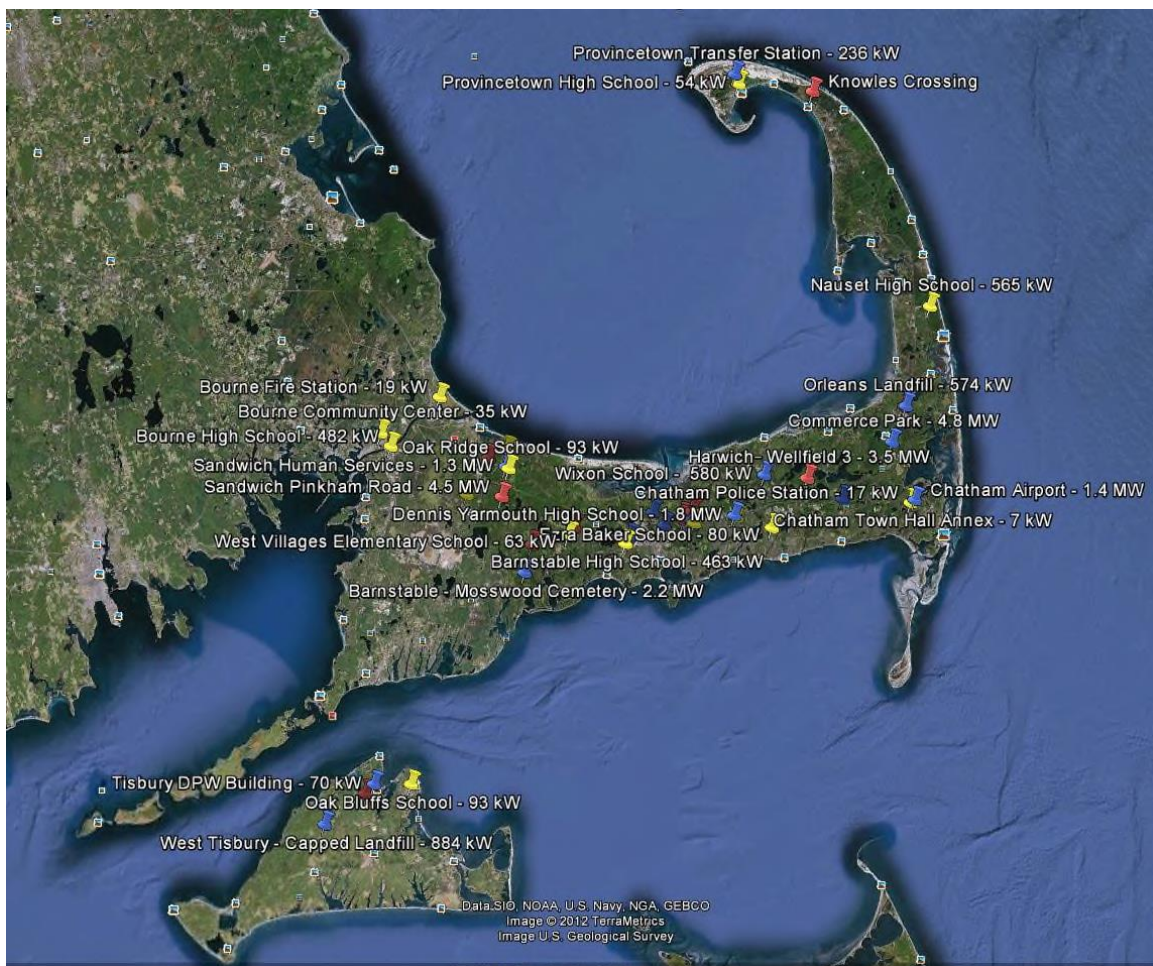 Provincetown Transfer Station - 236 kW
Provincetown High School - 54 kW
Knowles Crossing
Nauset High School - 565 kW
Bourne Fire Station - 19 kW
Orleans Landfill - 574 kW
Bourne Community Center - 35 kW
Commerce Park - 4.8 MW
Bourne High School - 482 kW
Oak Ridge School - 93 kW
Harwich- Wellfield 3 - 3.5 MW
Sandwich Human Services - 1.3 MW
Wixon School - 580 kW
Sandwich Pinkham Road - 4.5 MW
Chatham Police Station - 17 kW
Chatham Airport - 1.4 MW
Dennis Yarmouth High School - 1.8 MW
Chatham Town Hall Annex - 7 kW
West Villages Elementary School - 63 kW
Baker School - 80 kW
Barnstable High School - 463 kW
Barnstable - Mosswood Cemetery - 2.2 MW
Tisbury DPW Building - 70 kW
Oak Bluffs School - 93 kW
West Tisbury - Capped Landfill - 884 kW
Data SIO, NOAA, U.S. Navy, NGA, GEBCO
Image © 2012 TerraMetrics
Image U.S. Geological Survey